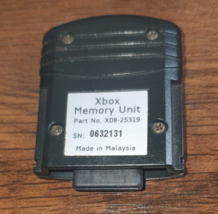 Xbox
Memory Unit
Part No. X08-25319
SN: 0632131
Made in Malaysia